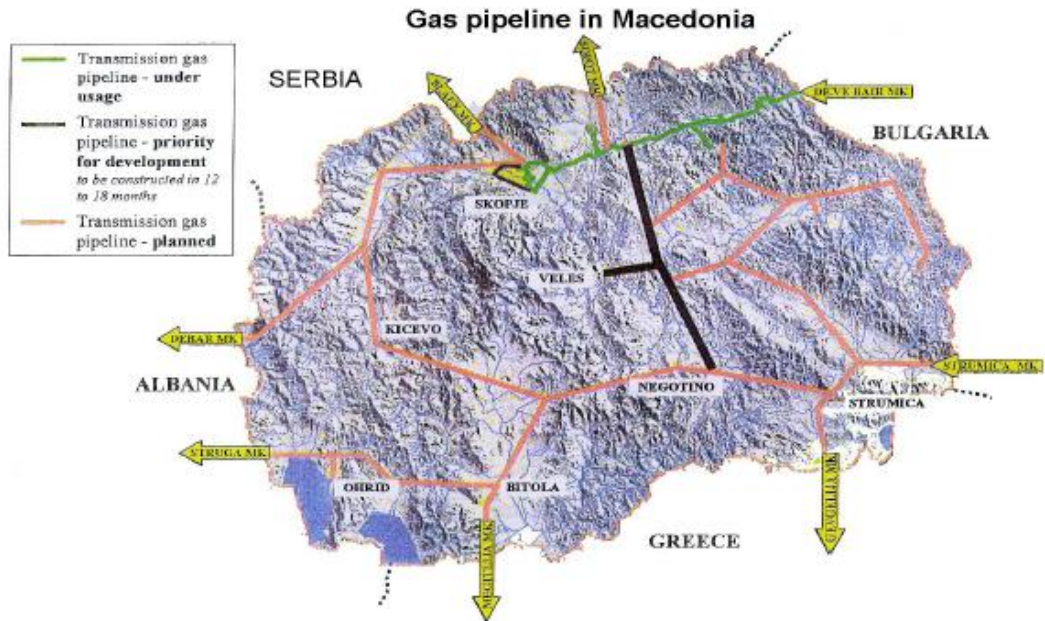 Gas pipeline in Macedonia
Transmission gas
pipeline - under
usage
Transmission gas
pipeline - priority
for development
to be constructed in 12
to 18 months
Transmission gas
pipeline - planned
SERBIA
DEVE BAIR MK
BULGARIA
SKOPJE
VELES
KICEVO
DEBAR MK
ALBANIA
NEGOTINO
STRUMICA MK
STRUMICA
STRUGA MK
OHRID
BITOLA
GEVGELIJA MK
GREECE